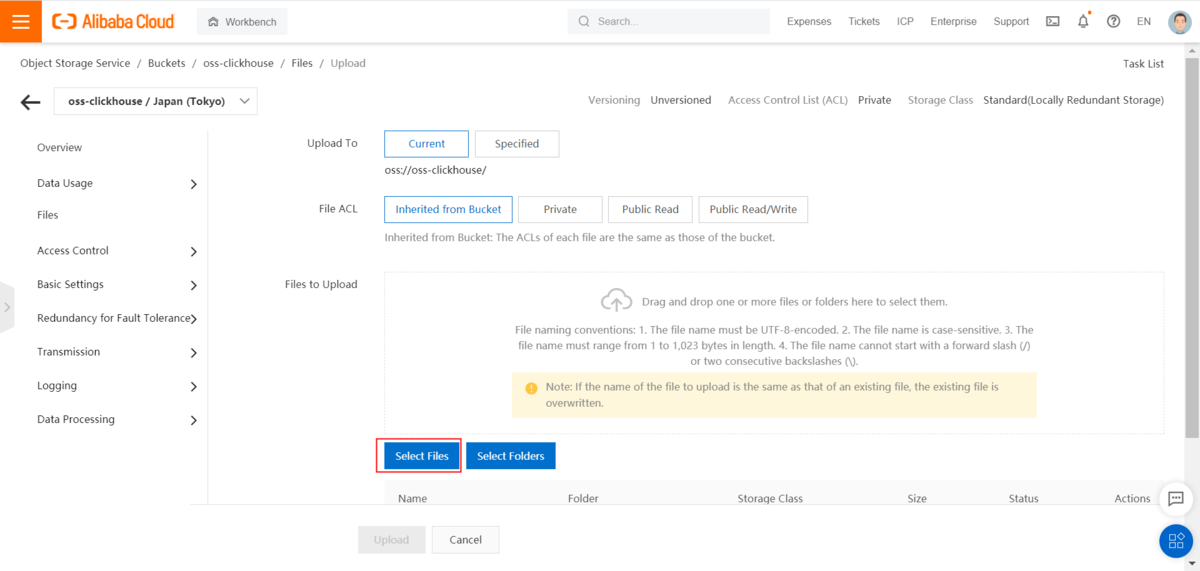 Alibaba Cloud
Workbench
Search...
Expenses
Tickets
ICP
Enterprise
Support
EN
Object Storage Service / Buckets / oss-clickhouse / Files / Upload
Task List
oss-clickhouse / Japan (Tokyo)
Versioning Unversioned
Access Control List (ACL) Private
Storage Class Standard(Locally Redundant Storage)
Overview
Data Usage
Files
Access Control
Basic Settings
Redundancy for Fault Tolerance
Transmission
Logging
Data Processing
Upload To
Current
Specified
oss://oss-clickhouse/
File ACL
Inherited from Bucket
Private
Public Read
Public Read/Write
Inherited from Bucket: The ACLs of each file are the same as those of the bucket.
Files to Upload
Drag and drop one or more files or folders here to select them.
File naming conventions: 1. The file name must be UTF-8-encoded. 2. The file name is case-sensitive. 3. The
file name must range from 1 to 1,023 bytes in length. 4. The file name cannot start with a forward slash (/)
or two consecutive backslashes (\).
Note: If the name of the file to upload is the same as that of an existing file, the existing file is
overwritten.
Select Files
Select Folders
Name
Folder
Storage Class
Size
Status
Actions
Upload
Cancel